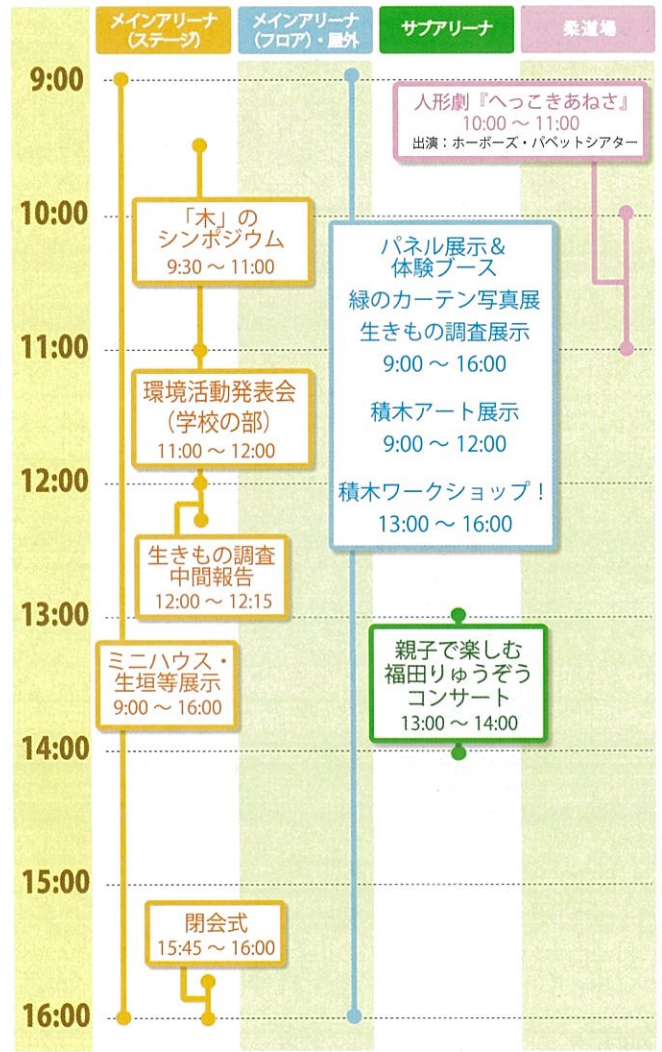 メインアリーナ
(ステージ)
メインアリーナ
(フロア)・屋外
サブアリーナ
柔道場
9:00
10:00
11:00
12:00
13:00
14:00
15:00
16:00
「木」の
シンポジウム
9:30 ～ 11:00
環境活動発表会
(学校の部)
11:00 ～ 12:00
生きもの調査
中間報告
12:00 ～ 12:15
ミニハウス・
生垣等展示
9:00 ～ 16:00
閉会式
15:45 ～ 16:00
パネル展示＆
体験ブース
緑のカーテン写真展
生きもの調査展示
9:00 ～ 16:00
積木アート展示
9:00 ～ 12:00
積木ワークショップ！
13:00 ～ 16:00
親子で楽しむ
福田りゅうぞう
コンサート
13:00 ～ 14:00
人形劇『へっこきあねさ』
10:00 ～ 11:00
出演：ホーボーズ・パペットシアター